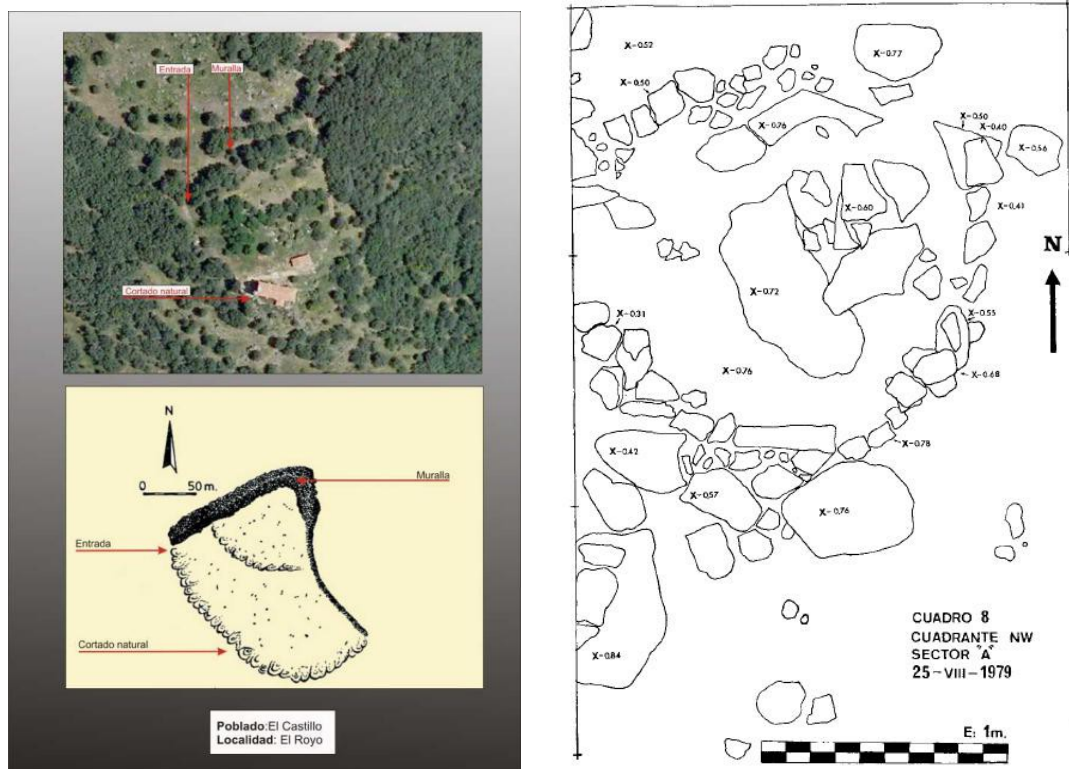 Entrada
Muralla
Cortado natural
N
0 50 m.
Muralla
Entrada
Cortado natural
Poblado:El Castillo
Localidad: El Royo
X-0.52
X-0.77
X-0.50
X-0.76
X-0.50
X-0.40
X-0.56
X-0.60
X-0.41
N
X-0.72
X-0.31
X-0.55
X-0.76
X-0.68
X-0.78
X-0.42
X-0.57
X-0.76
X-0.84
CUADRO 8
CUADRANTE NW
SECTOR "A"
25-VIII-1979
E: 1m.